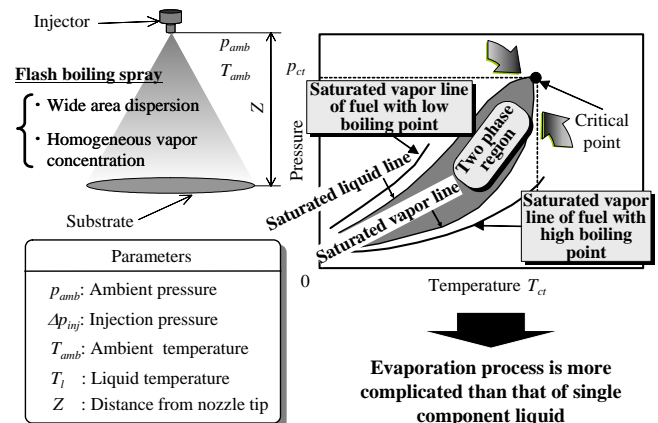 Injector
p_amb
T_amb
Z
Flash boiling spray
・Wide area dispersion
・Homogeneous vapor
concentration
Substrate
Parameters
p_amb: Ambient pressure
Δp_inj: Injection pressure
T_amb: Ambient temperature
T_l : Liquid temperature
Z : Distance from nozzle tip
p_ct
Pressure
Saturated vapor line
of fuel with low
boiling point
Two phase
region
Critical
point
Saturated liquid line
Saturated vapor line
Saturated vapor
line of fuel with
high boiling
point
0
Temperature T_ct
Evaporation process is more
complicated than that of single
component liquid